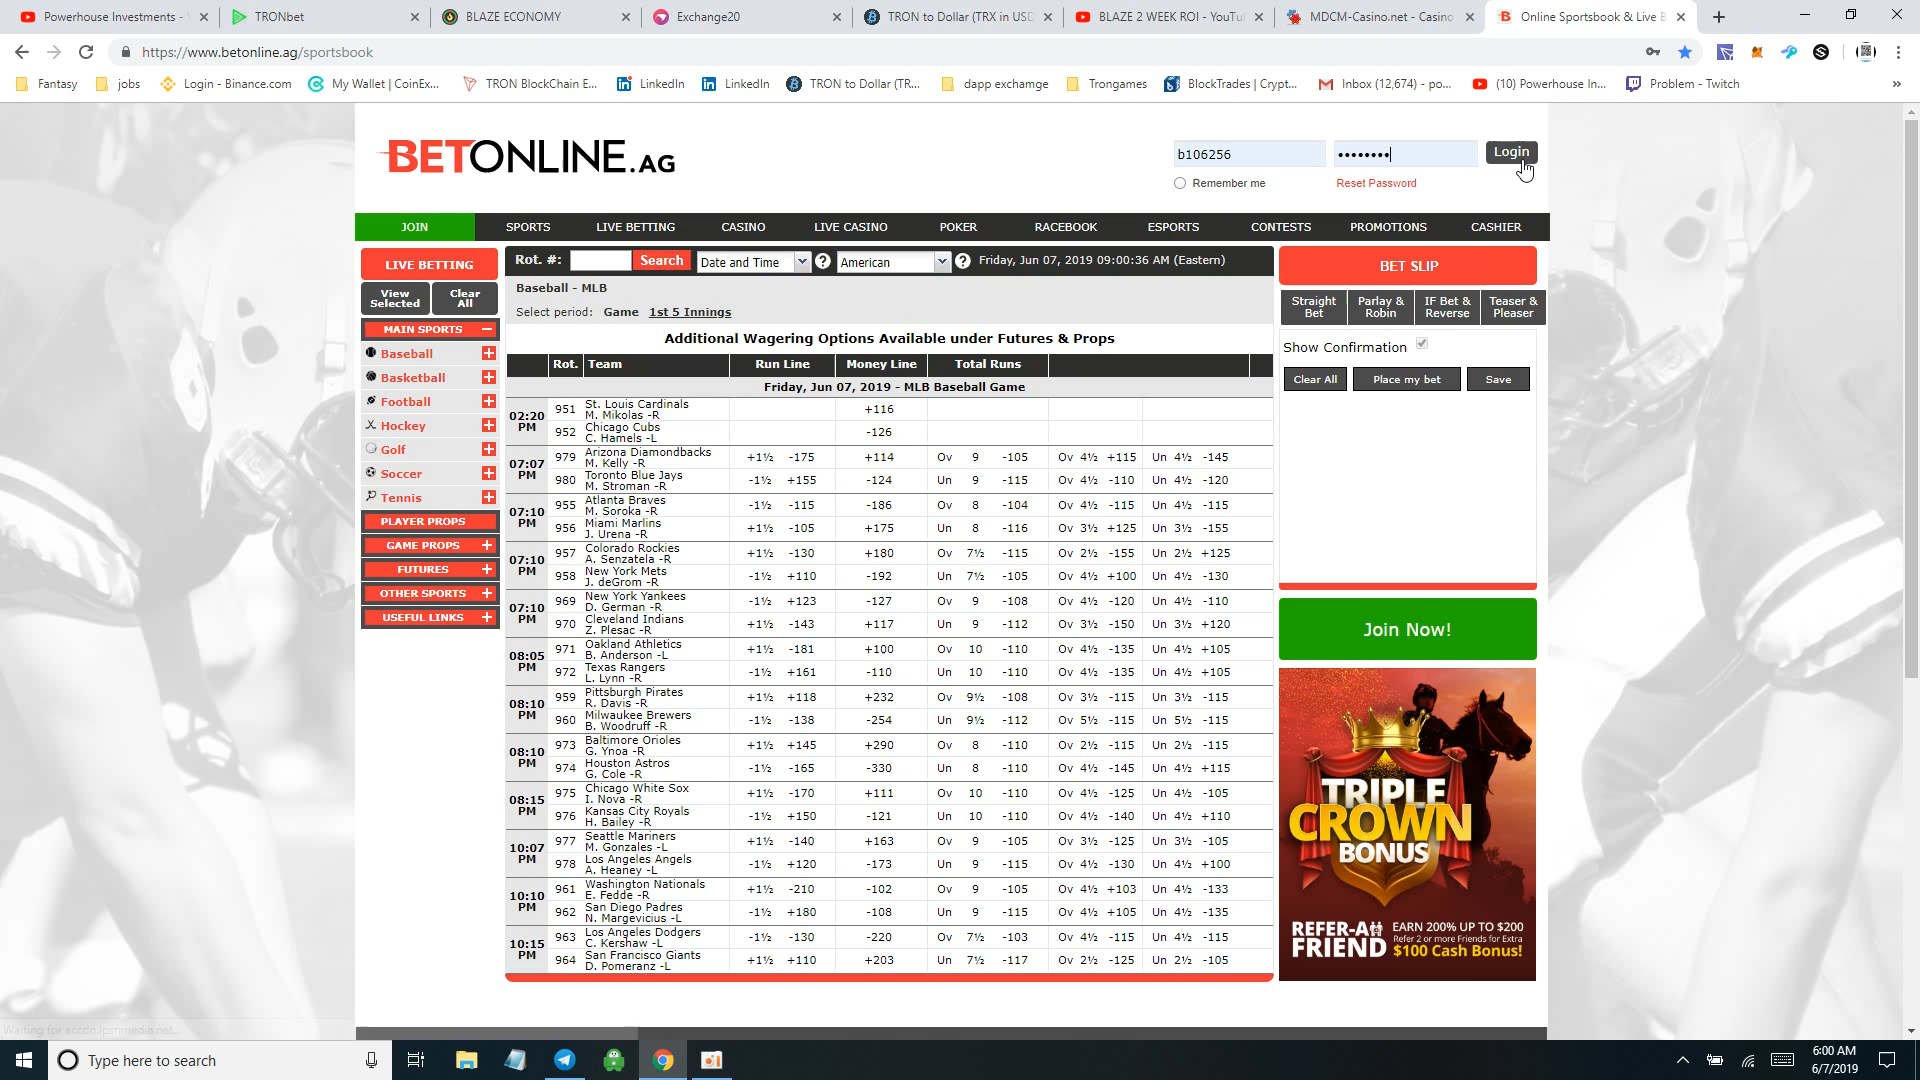 Powerhouse Investments -
TRONbet
BLAZE ECONOMY
Exchange20
TRON to Dollar (TRX in USD
BLAZE 2 WEEK ROI - YouTu
MDCM-Casino.net - Casino
Online Sportsbook & Live B
https://www.betonline.ag/sportsbook
Fantasy
jobs
Login - Binance.com
My Wallet | CoinEx...
TRON BlockChain E...
LinkedIn
LinkedIn
TRON to Dollar (TR...
dapp exchamge
Trongames
BlockTrades | Crypt...
Inbox (12,674) - po...
(10) Powerhouse In...
Problem - Twitch
BETONLINE.AG
b106256
••••••••
Login
Remember me
Reset Password
JOIN SPORTS LIVE BETTING CASINO LIVE CASINO POKER RACEBOOK ESPORTS CONTESTS PROMOTIONS CASHIER
LIVE BETTING
View Selected
Clear All
MAIN SPORTS
Baseball
Basketball
Football
Hockey
Golf
Soccer
Tennis
PLAYER PROPS
GAME PROPS
FUTURES
OTHER SPORTS
USEFUL LINKS
Rot. #: Search Date and Time ? American ? Friday, Jun 07, 2019 09:00:36 AM (Eastern)
Baseball - MLB
Select period: Game 1st 5 Innings
Additional Wagering Options Available under Futures & Props
Rot. Team Run Line Money Line Total Runs
Friday, Jun 07, 2019 - MLB Baseball Game
02:20 PM
951 St. Louis Cardinals M. Mikolas -R +116
952 Chicago Cubs C. Hamels -L -126
07:07 PM
979 Arizona Diamondbacks M. Kelly -R +1½ -175 +114 Ov 9 -105 Ov 4½ +115 Un 4½ -145
980 Toronto Blue Jays M. Stroman -R -1½ +155 -124 Un 9 -115 Ov 4½ -110 Un 4½ -120
07:10 PM
955 Atlanta Braves M. Soroka -R -1½ -115 -186 Ov 8 -104 Ov 4½ -115 Un 4½ -115
956 Miami Marlins J. Urena -R +1½ -105 +175 Un 8 -116 Ov 3½ +125 Un 3½ -155
07:10 PM
957 Colorado Rockies A. Senzatela -R +1½ -130 +180 Ov 7½ -115 Ov 2½ -155 Un 2½ +125
958 New York Mets J. deGrom -R -1½ +110 -192 Un 7½ -105 Ov 4½ +100 Un 4½ -130
07:10 PM
969 New York Yankees D. German -R -1½ +123 -127 Ov 9 -108 Ov 4½ -120 Un 4½ -110
970 Cleveland Indians Z. Plesac -R +1½ -143 +117 Un 9 -112 Ov 3½ -150 Un 3½ +120
08:05 PM
971 Oakland Athletics B. Anderson -L +1½ -181 +100 Ov 10 -110 Ov 4½ -135 Un 4½ +105
972 Texas Rangers L. Lynn -R -1½ +161 -110 Un 10 -110 Ov 4½ -135 Un 4½ +105
08:10 PM
959 Pittsburgh Pirates R. Davis -R +1½ +118 +232 Ov 9½ -108 Ov 3½ -115 Un 3½ -115
960 Milwaukee Brewers B. Woodruff -R -1½ -138 -254 Un 9½ -112 Ov 5½ -115 Un 5½ -115
08:10 PM
973 Baltimore Orioles G. Ynoa -R +1½ +145 +290 Ov 8 -110 Ov 2½ -115 Un 2½ -115
974 Houston Astros G. Cole -R -1½ -165 -330 Un 8 -110 Ov 4½ -145 Un 4½ +115
08:15 PM
975 Chicago White Sox I. Nova -R +1½ -170 +111 Ov 10 -110 Ov 4½ -125 Un 4½ -105
976 Kansas City Royals H. Bailey -R -1½ +150 -121 Un 10 -110 Ov 4½ -140 Un 4½ +110
10:07 PM
977 Seattle Mariners M. Gonzales -L +1½ -140 +163 Ov 9 -105 Ov 3½ -125 Un 3½ -105
978 Los Angeles Angels A. Heaney -L -1½ +120 -173 Un 9 -115 Ov 4½ -130 Un 4½ +100
10:10 PM
961 Washington Nationals E. Fedde -R +1½ -210 -102 Ov 9 -105 Ov 4½ +103 Un 4½ -133
962 San Diego Padres N. Margevicius -L -1½ +180 -108 Un 9 -115 Ov 4½ +105 Un 4½ -135
10:15 PM
963 Los Angeles Dodgers C. Kershaw -L -1½ -130 -220 Ov 7½ -103 Ov 4½ -115 Un 4½ -115
964 San Francisco Giants D. Pomeranz -L +1½ +110 +203 Un 7½ -117 Ov 2½ -125 Un 2½ -105
BET SLIP
Straight Bet
Parlay & Robin
IF Bet & Reverse
Teaser & Pleaser
Show Confirmation
Clear All
Place my bet
Save
Join Now!
TRIPLE
CROWN
BONUS
REFER-A FRIEND
EARN 200% UP TO $200
Refer 2 or more Friends for Extra
$100 Cash Bonus!
Waiting for accdn.lpsnmedia.net...
Type here to search
6:00 AM
6/7/2019